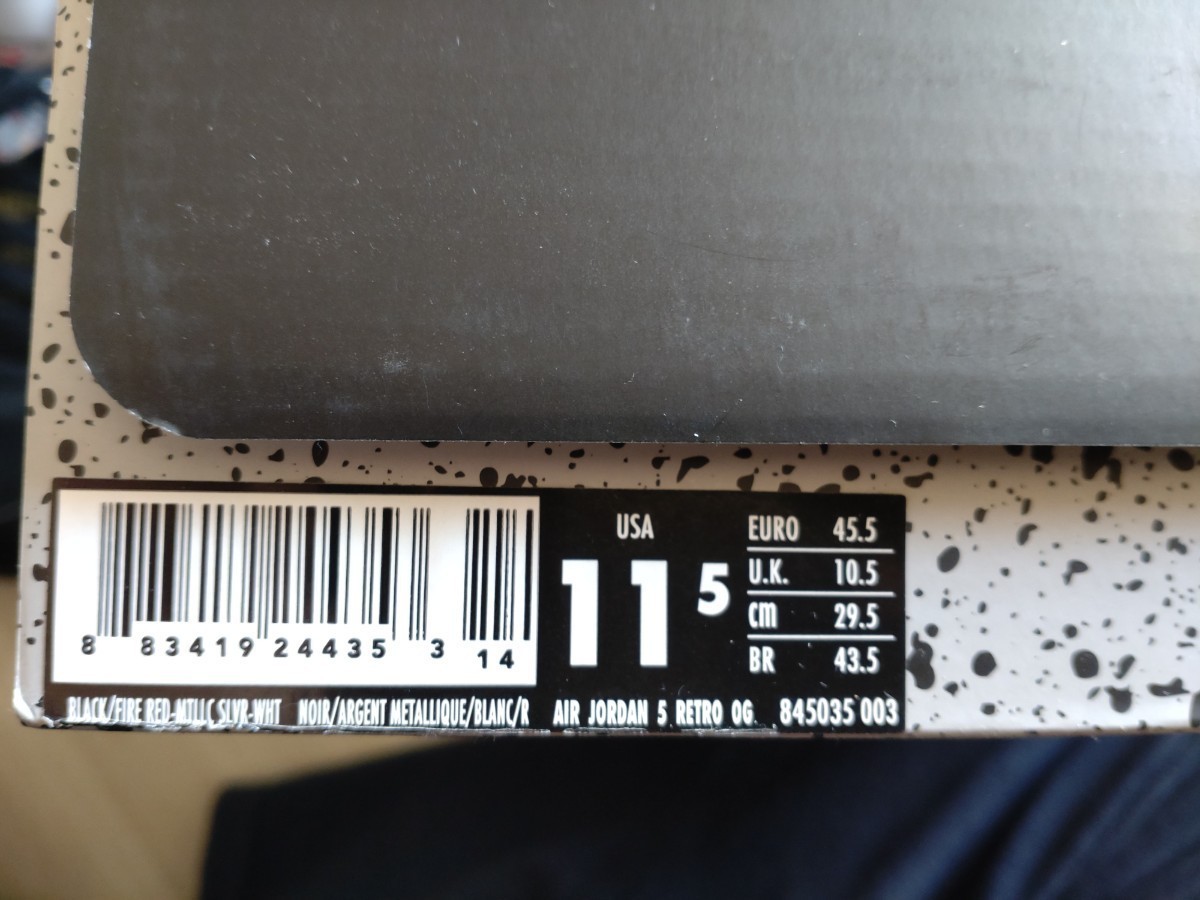 USA
11 5
EURO 45.5
U.K. 10.5
cm 29.5
BR 43.5
8 83419 24435 3 14
BLACK/FIRE RED-MTLLC SLVR-WHT NOIR/ARGENT METALLIQUE/BLANC/R AIR JORDAN 5 RETRO OG 845035 003